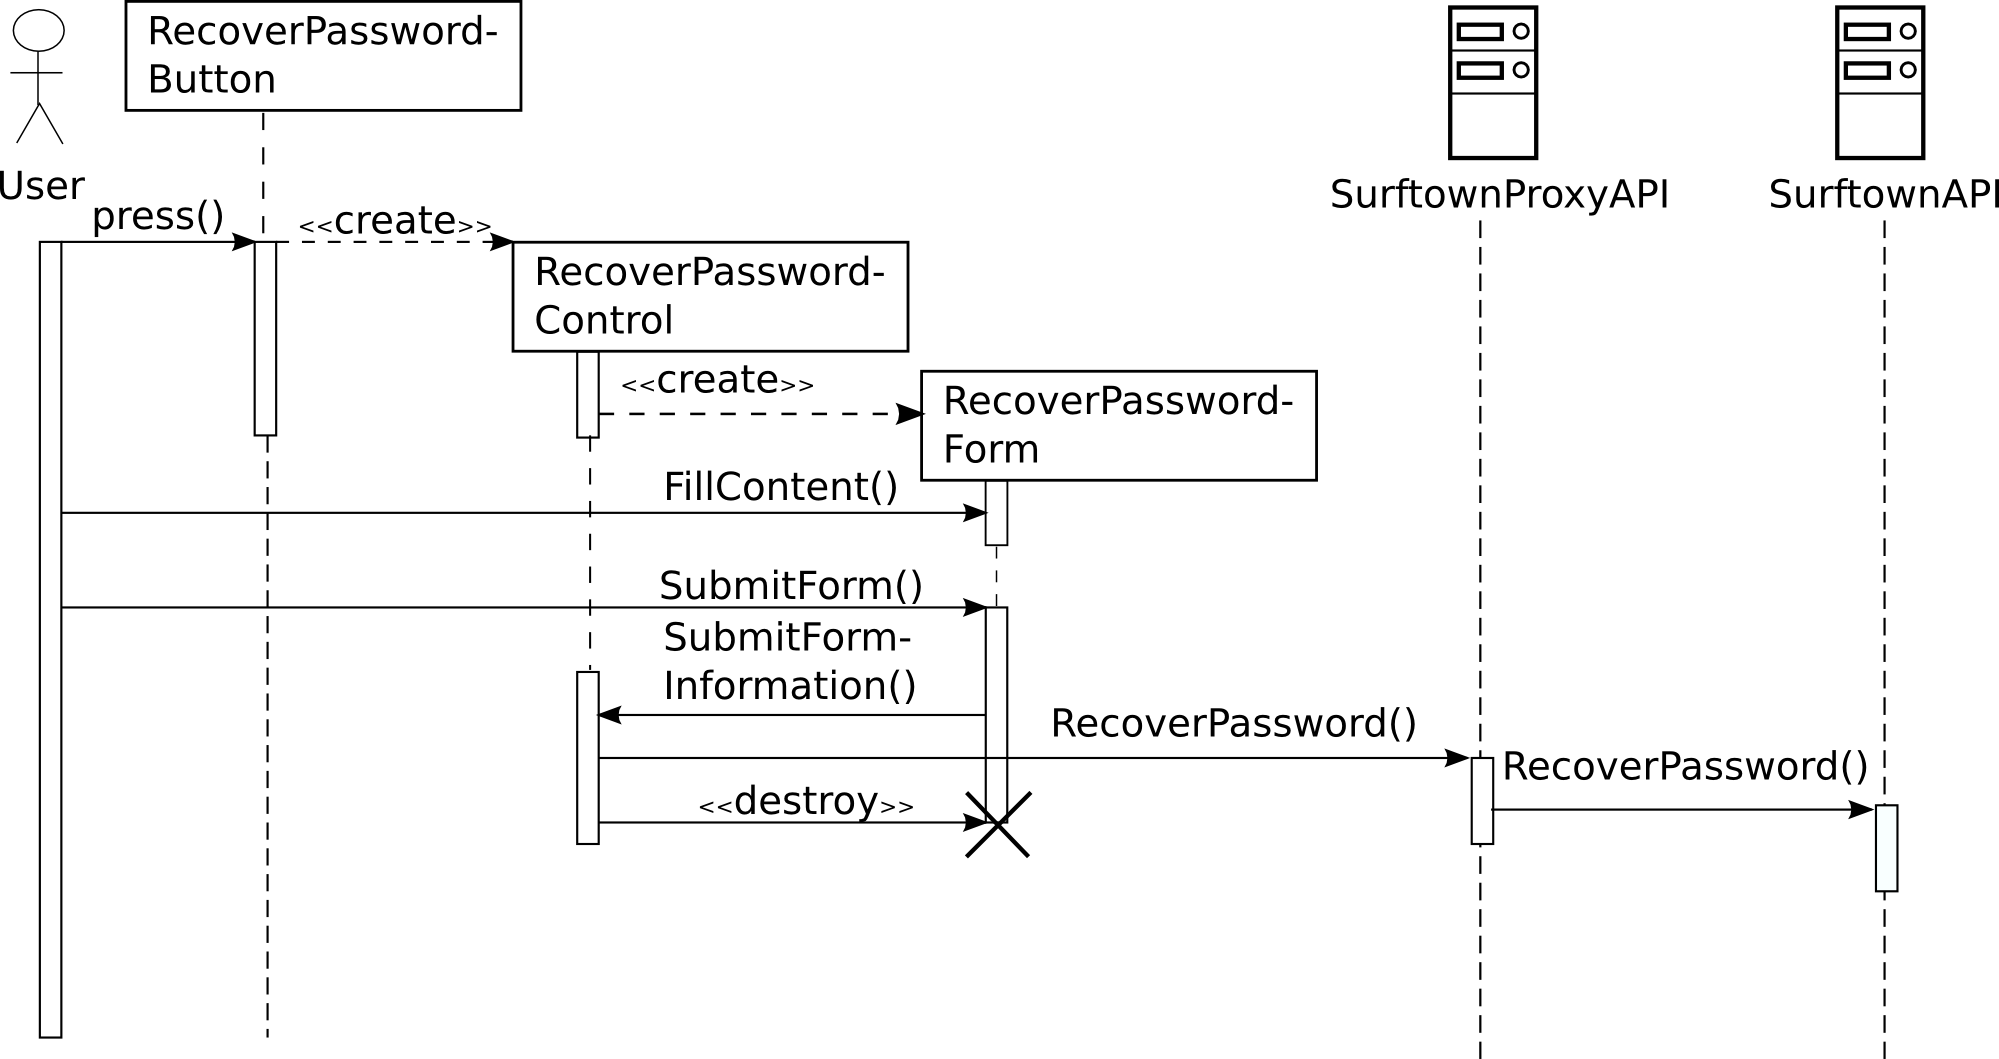 RecoverPassword-
Button
User
SurftownProxyAPI
SurftownAPI
press()
<<create>>
RecoverPassword-
Control
<<create>>
RecoverPassword-
Form
FillContent()
SubmitForm()
SubmitForm-
Information()
RecoverPassword()
RecoverPassword()
<<destroy>>